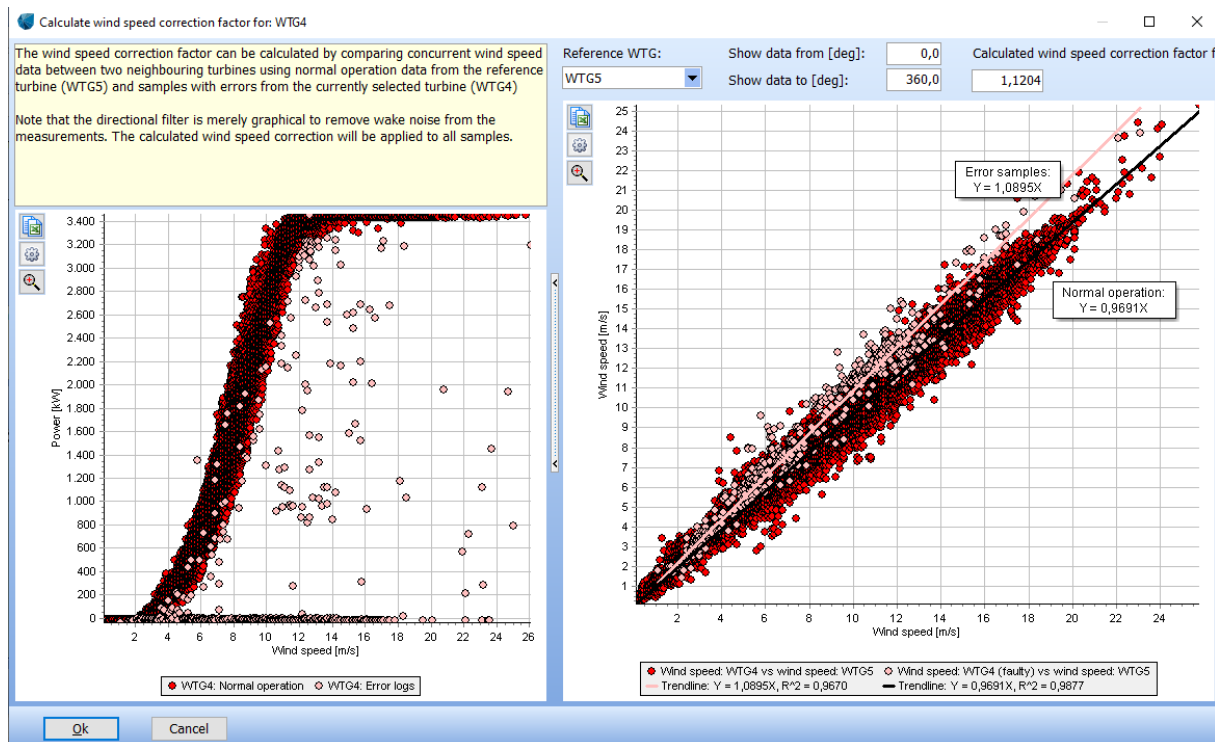 Calculate wind speed correction factor for: WTG4
The wind speed correction factor can be calculated by comparing concurrent wind speed
data between two neighbouring turbines using normal operation data from the reference
turbine (WTG5) and samples with errors from the currently selected turbine (WTG4)
Note that the directional filter is merely graphical to remove wake noise from the
measurements. The calculated wind speed correction will be applied to all samples.
Reference WTG:
WTG5
Show data from [deg]:
0,0
Show data to [deg]:
360,0
Calculated wind speed correction factor f
1,1204
3.400
3.200
3.000
2.800
2.600
2.400
2.200
2.000
1.800
1.600
1.400
1.200
1.000
800
600
400
200
0
Power [kW]
2 4 6 8 10 12 14 16 18 20 22 24 26
Wind speed [m/s]
WTG4: Normal operation WTG4: Error logs
25
24
23
22
21
20
19
18
17
16
15
14
13
12
11
10
9
8
7
6
5
4
3
2
1
Wind speed [m/s]
Error samples:
Y = 1,0895X
Normal operation:
Y = 0,9691X
2 4 6 8 10 12 14 16 18 20 22 24
Wind speed [m/s]
Wind speed: WTG4 vs wind speed: WTG5 Wind speed: WTG4 (faulty) vs wind speed: WTG5
Trendline: Y = 1,0895X, R^2 = 0,9670 Trendline: Y = 0,9691X, R^2 = 0,9877
Ok Cancel